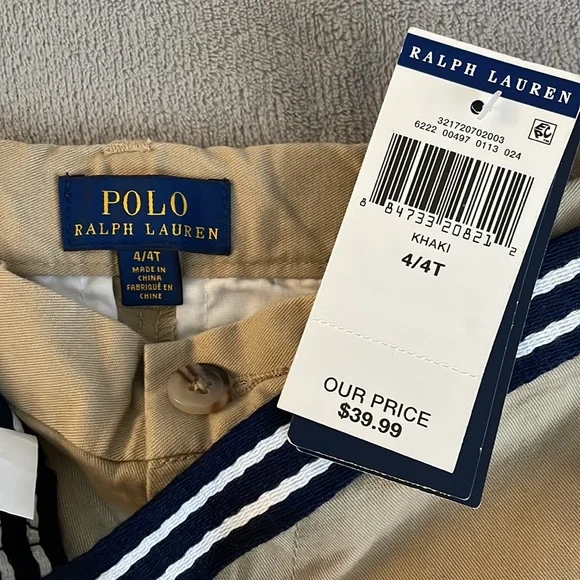 POLO
RALPH LAUREN
4/4T
MADE IN
CHINA
FABRIQUÉ EN
CHINE
RALPH LAUREN
321720702003
6222 00497 0113 024
8 84733 20821 2
KHAKI
4/4T
OUR PRICE
$39.99